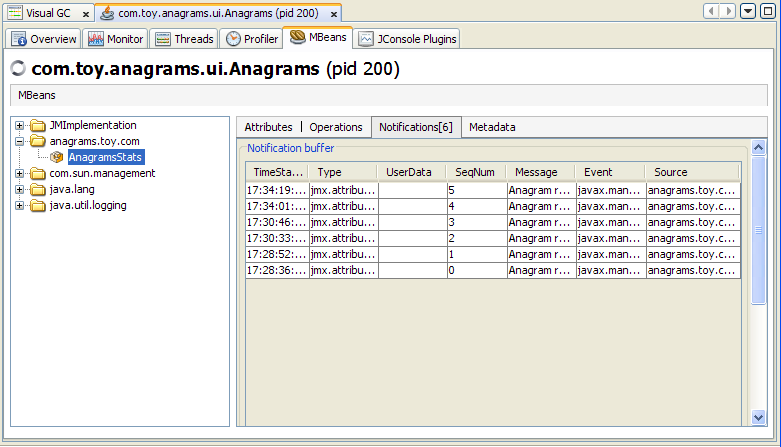 Visual GC x com.toy.anagrams.ui.Anagrams (pid 200) x
Overview Monitor Threads Profiler MBeans JConsole Plugins
com.toy.anagrams.ui.Anagrams (pid 200)
MBeans
JMImplementation
anagrams.toy.com
AnagramsStats
com.sun.management
java.lang
java.util.logging
Attributes Operations Notifications[6] Metadata
Notification buffer
TimeSta... Type UserData SeqNum Message Event Source
17:34:19:... jmx.attribu... 5 Anagram r... javax.man... anagrams.toy.c...
17:34:01:... jmx.attribu... 4 Anagram r... javax.man... anagrams.toy.c...
17:30:46:... jmx.attribu... 3 Anagram r... javax.man... anagrams.toy.c...
17:30:33:... jmx.attribu... 2 Anagram r... javax.man... anagrams.toy.c...
17:28:52:... jmx.attribu... 1 Anagram r... javax.man... anagrams.toy.c...
17:28:36:... jmx.attribu... 0 Anagram r... javax.man... anagrams.toy.c...